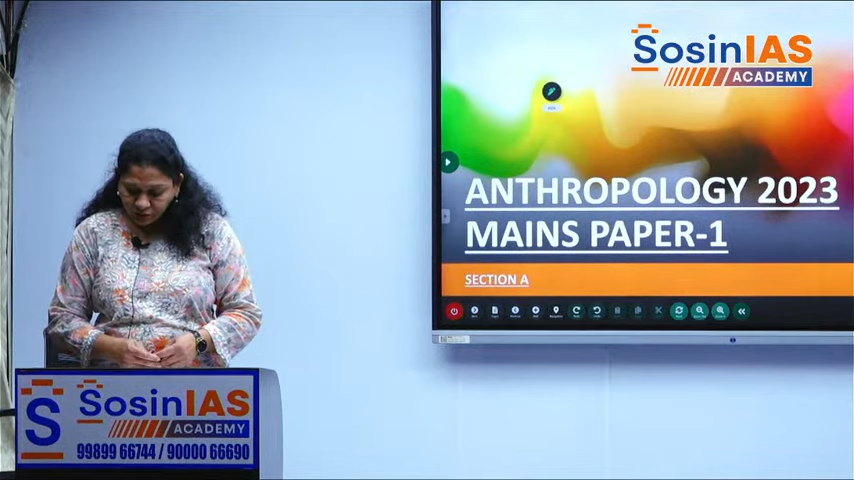 SosinIAS
ACADEMY
ANTHROPOLOGY 2023
MAINS PAPER-1
SECTION A
S
SosinIAS
ACADEMY
99899 66744 / 90000 66690